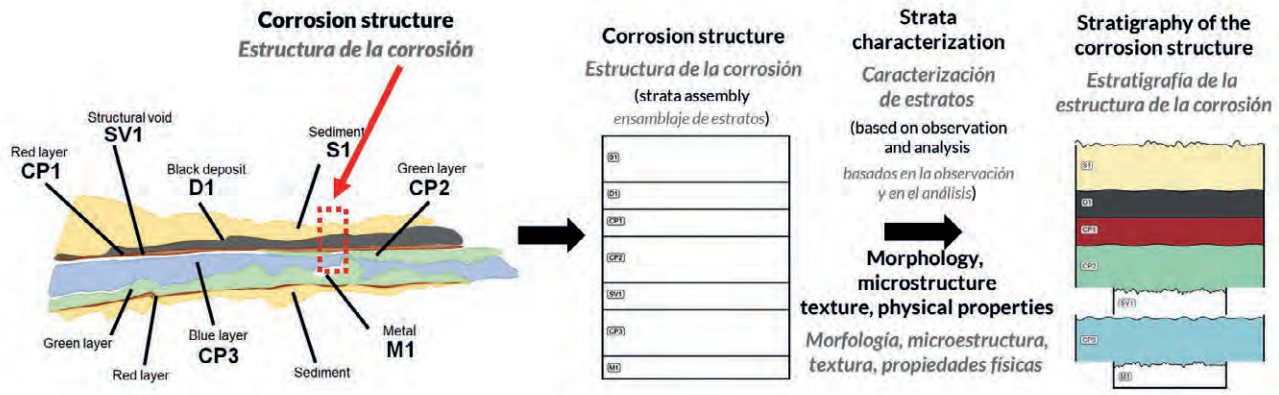 Corrosion structure
Estructura de la corrosión
Structural void
SV1
Red layer
CP1
Black deposit
D1
Sediment
S1
Green layer
CP2
Green layer
Red layer
Blue layer
CP3
Sediment
Metal
M1
Corrosion structure
Estructura de la corrosión
(strata assembly
ensamblaje de estratos)
S1
D1
CP1
CP2
SV1
CP3
M1
Strata
characterization
Caracterización
de estratos
(based on observation
and analysis
basados en la observación
y en el análisis)
Morphology,
microstructure
texture, physical properties
Morfología, microestructura,
textura, propiedades físicas
Stratigraphy of the
corrosion structure
Estratigrafía de la
estructura de la corrosión
S1
D1
CP1
CP2
SV1
CP3
M1